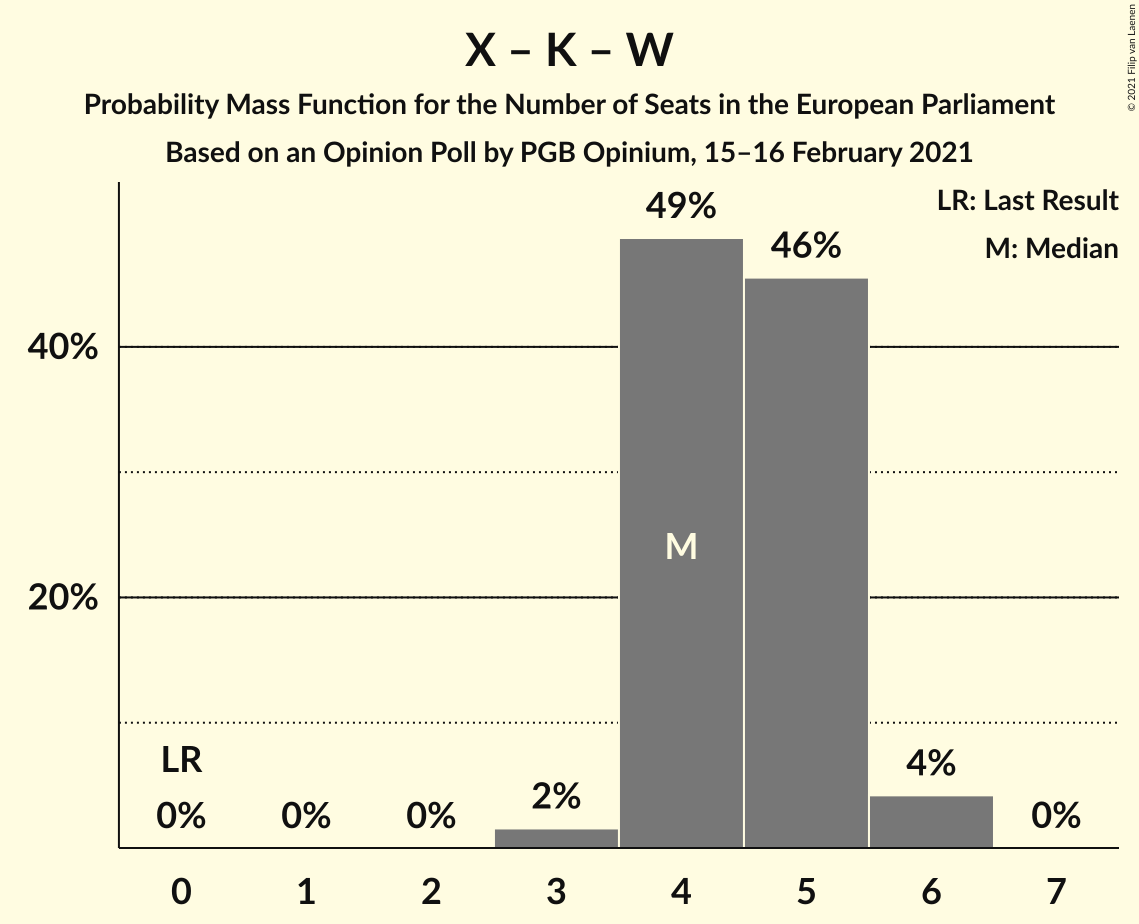 X – K – W
Probability Mass Function for the Number of Seats in the European Parliament
Based on an Opinion Poll by PGB Opinium, 15–16 February 2021
© 2021 Filip van Laenen
LR: Last Result
M: Median
49%
46%
40%
M
20%
LR
0%
0%
0%
2%
4%
0%
0
1
2
3
4
5
6
7